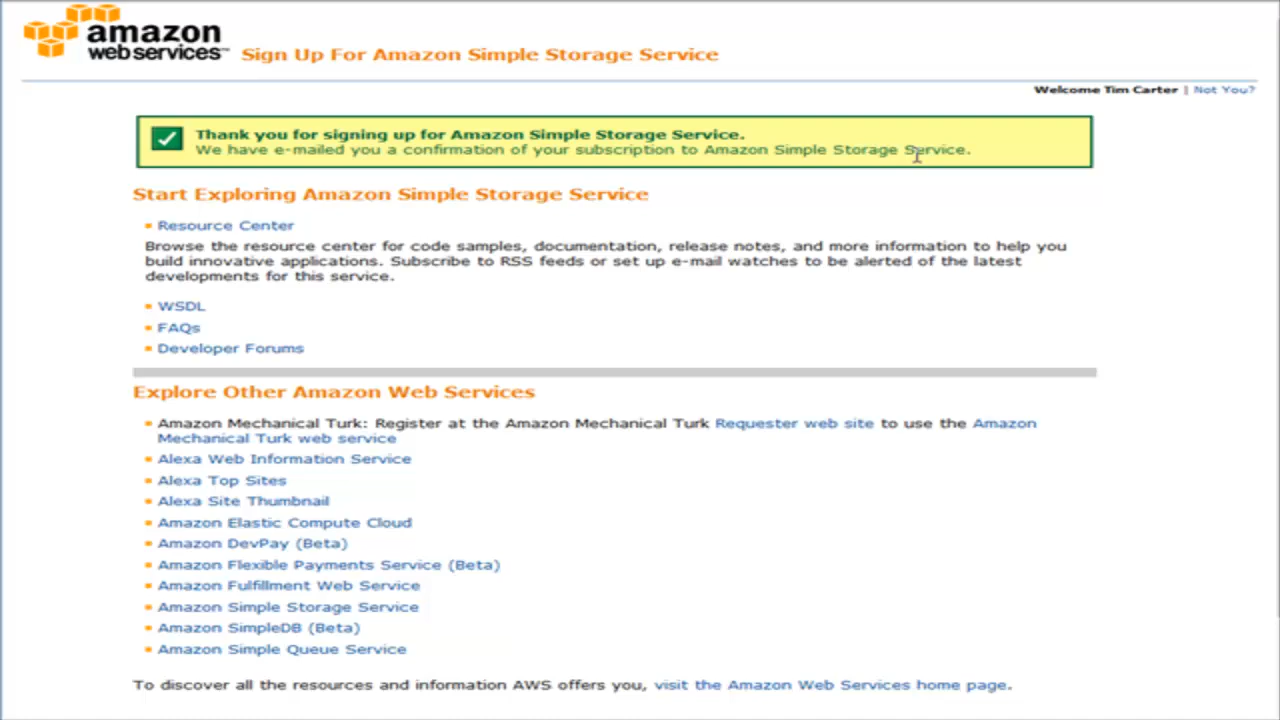 amazon
webservices™
Sign Up For Amazon Simple Storage Service
Welcome Tim Carter | Not You?
Thank you for signing up for Amazon Simple Storage Service.
We have e-mailed you a confirmation of your subscription to Amazon Simple Storage Service.
Start Exploring Amazon Simple Storage Service
Resource Center
Browse the resource center for code samples, documentation, release notes, and more information to help you
build innovative applications. Subscribe to RSS feeds or set up e-mail watches to be alerted of the latest
developments for this service.
WSDL
FAQs
Developer Forums
Explore Other Amazon Web Services
Amazon Mechanical Turk: Register at the Amazon Mechanical Turk Requester web site to use the Amazon
Mechanical Turk web service
Alexa Web Information Service
Alexa Top Sites
Alexa Site Thumbnail
Amazon Elastic Compute Cloud
Amazon DevPay (Beta)
Amazon Flexible Payments Service (Beta)
Amazon Fulfillment Web Service
Amazon Simple Storage Service
Amazon SimpleDB (Beta)
Amazon Simple Queue Service
To discover all the resources and information AWS offers you, visit the Amazon Web Services home page.